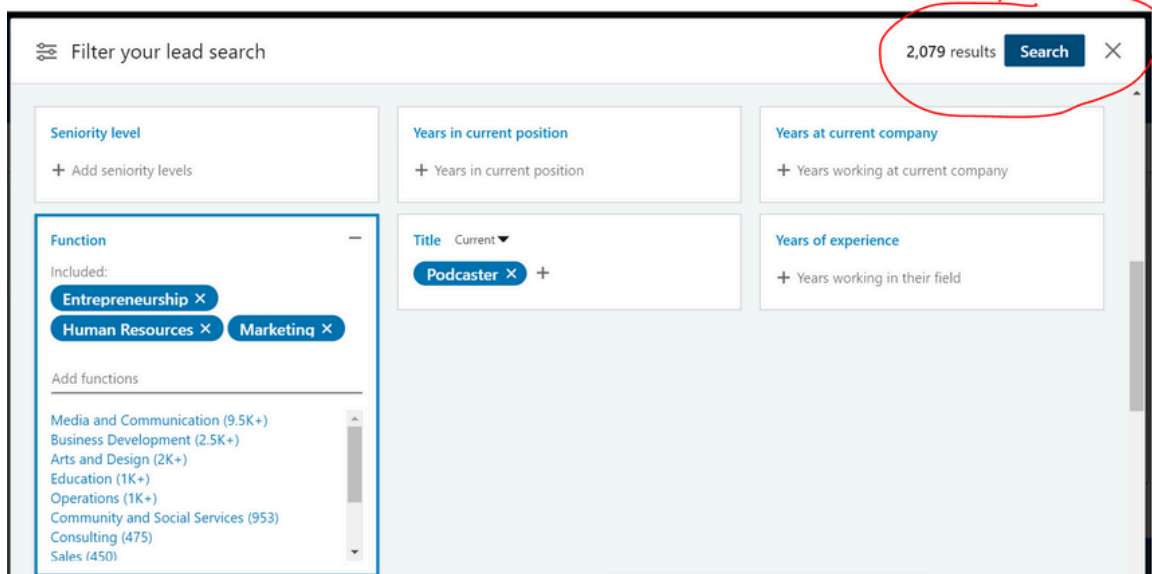 Filter your lead search
2,079 results Search
Seniority level
+ Add seniority levels
Years in current position
+ Years in current position
Years at current company
+ Years working at current company
Function
Included:
Entrepreneurship ×
Human Resources × Marketing ×
Add functions
Media and Communication (9.5K+)
Business Development (2.5K+)
Arts and Design (2K+)
Education (1K+)
Operations (1K+)
Community and Social Services (953)
Consulting (475)
Sales (450)
Title Current
Podcaster × +
Years of experience
+ Years working in their field